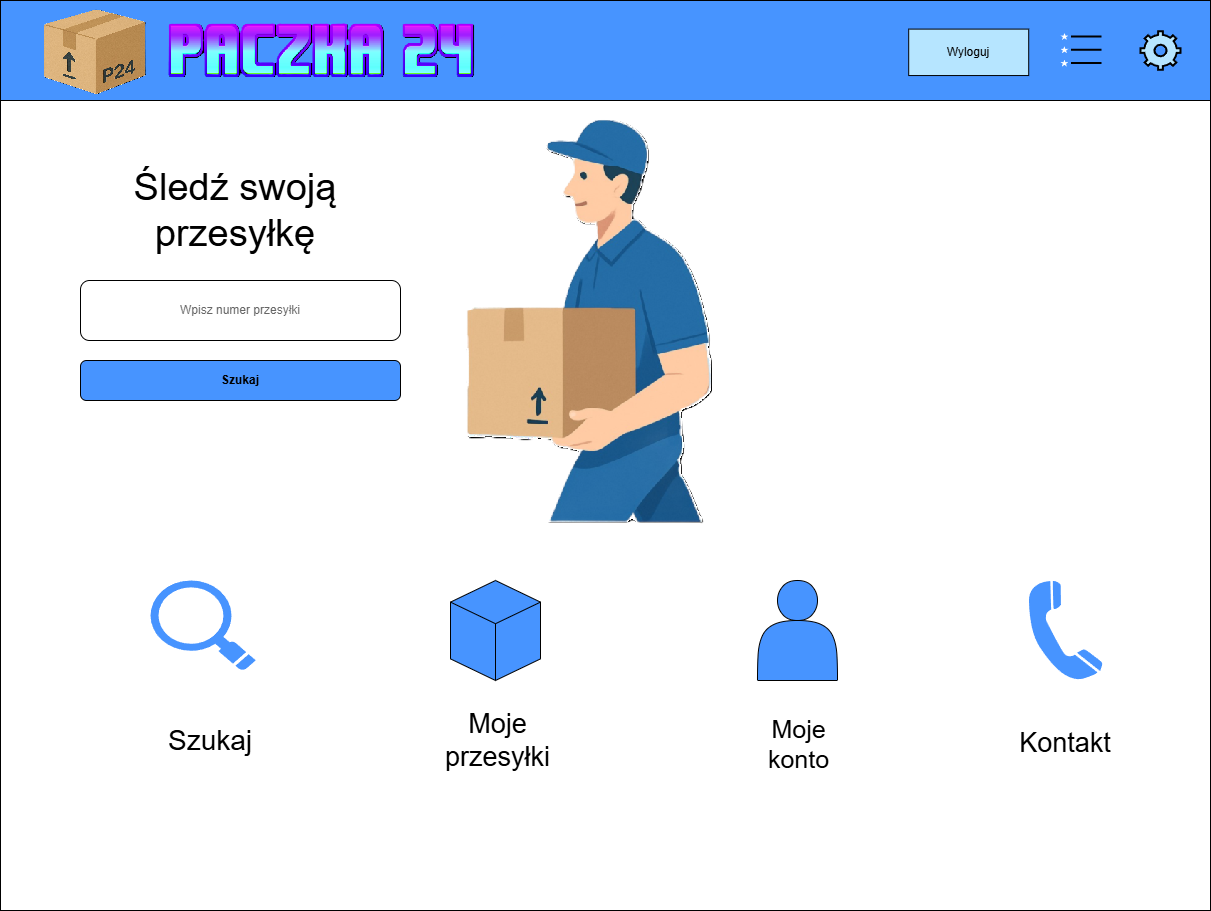 P24
PACZKA 24
Wyloguj
Śledź swoją
przesyłkę
Wpisz numer przesyłki
Szukaj
Szukaj
Moje
przesyłki
Moje
konto
Kontakt